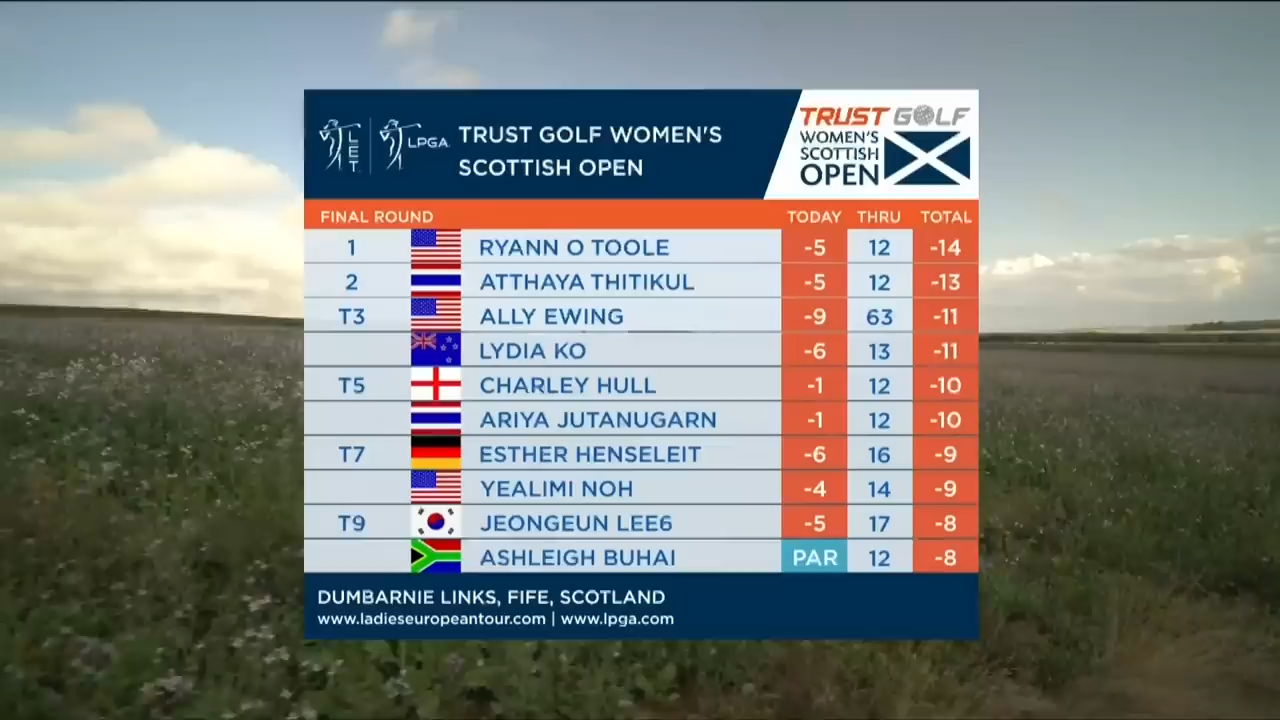 LET
LPGA
TRUST GOLF WOMEN'S
SCOTTISH OPEN
TRUST GOLF
WOMEN'S
SCOTTISH
OPEN
FINAL ROUND TODAY THRU TOTAL
1 RYANN O TOOLE -5 12 -14
2 ATTHAYA THITIKUL -5 12 -13
T3 ALLY EWING -9 63 -11
LYDIA KO -6 13 -11
T5 CHARLEY HULL -1 12 -10
ARIYA JUTANUGARN -1 12 -10
T7 ESTHER HENSELEIT -6 16 -9
YEALIMI NOH -4 14 -9
T9 JEONGEUN LEE6 -5 17 -8
ASHLEIGH BUHAI PAR 12 -8
DUMBARNIE LINKS, FIFE, SCOTLAND
www.ladieseuropeantour.com | www.lpga.com